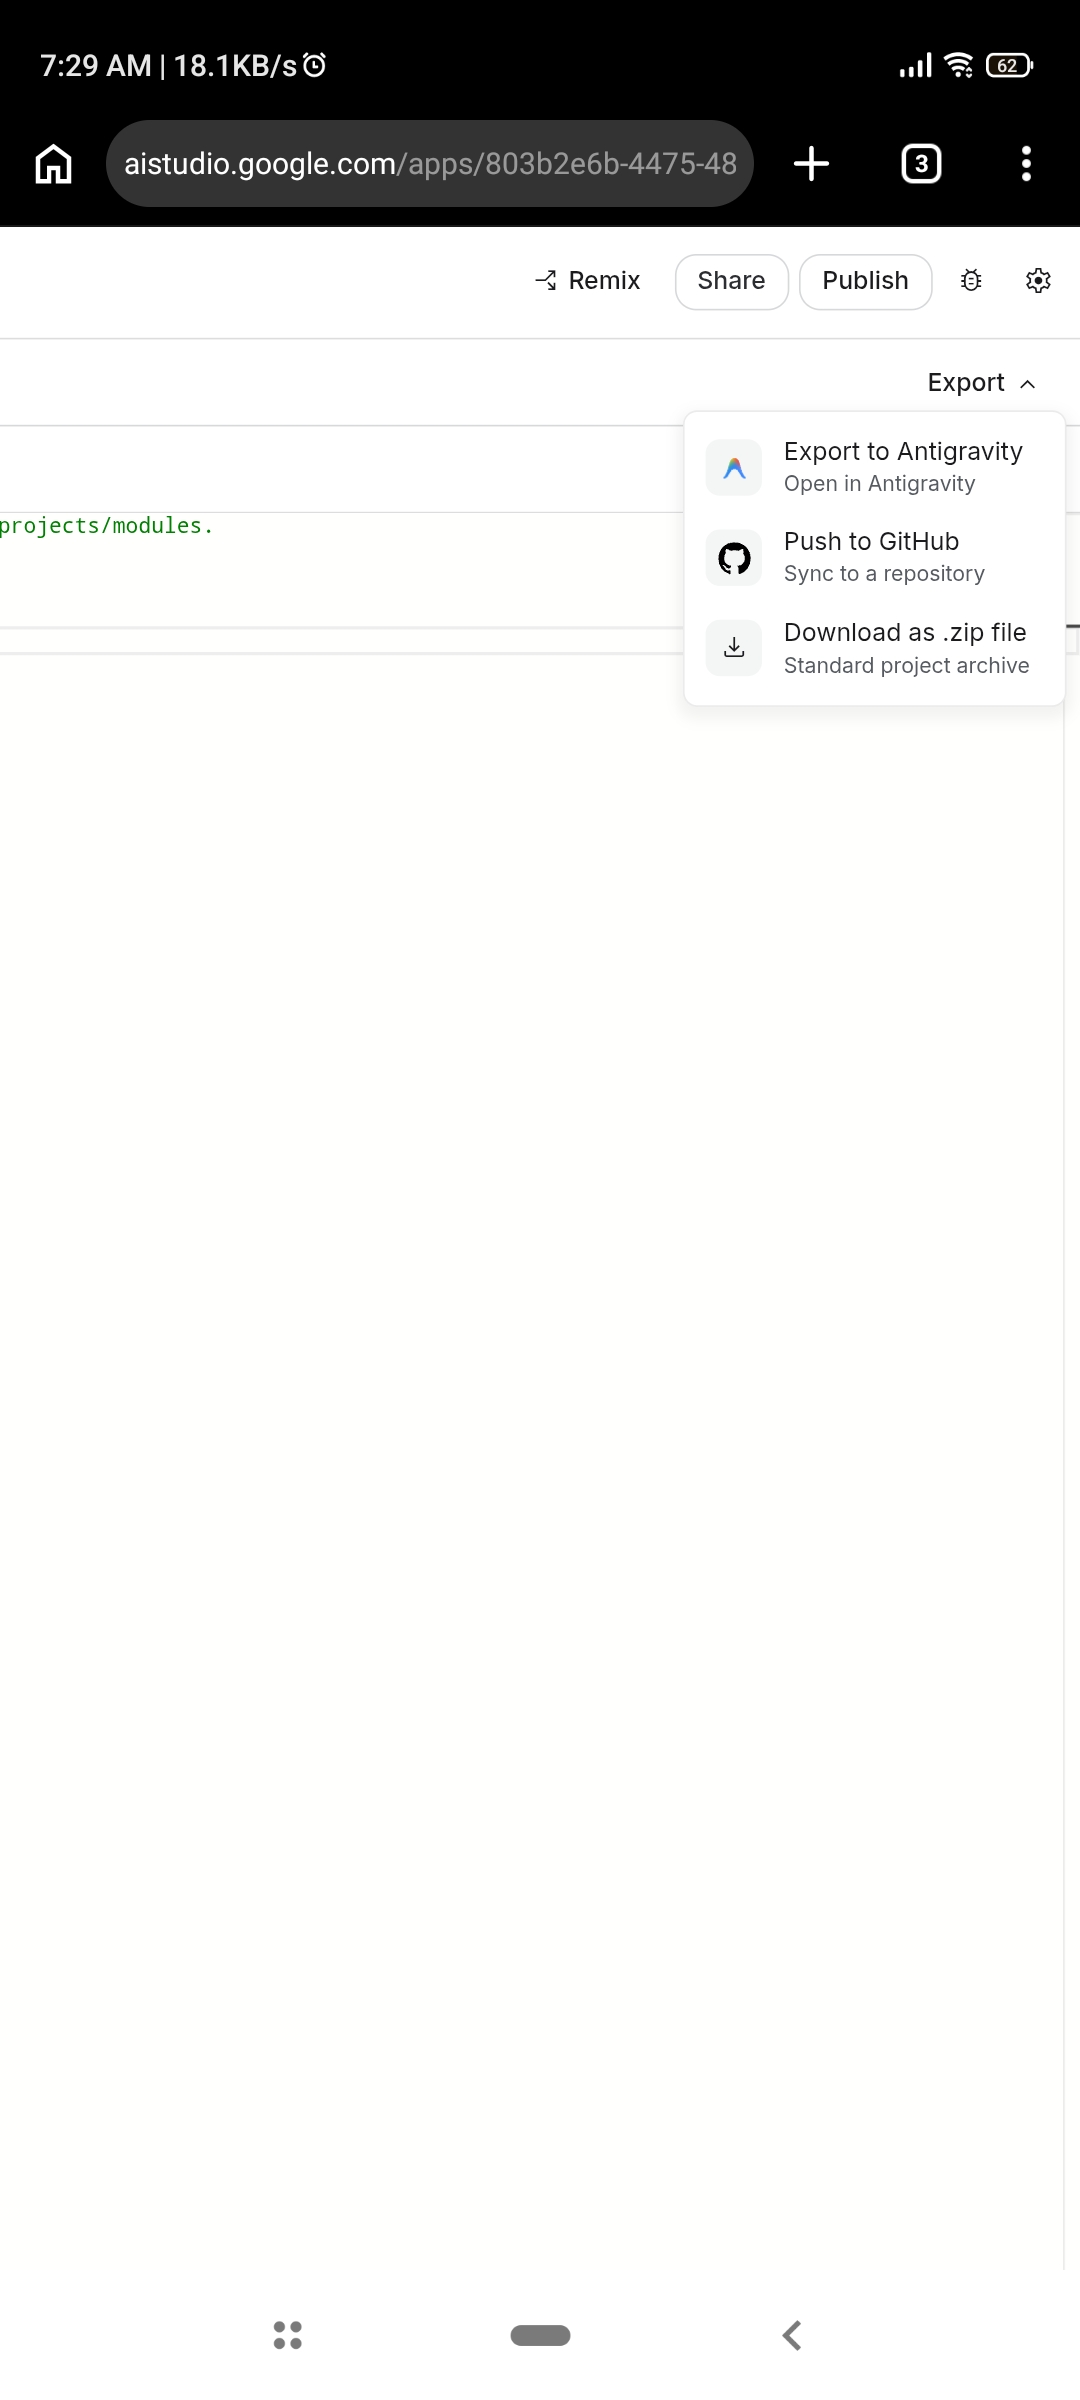 7:29 AM | 18.1KB/s
62
aistudio.google.com/apps/803b2e6b-4475-48
3
Remix
Share
Publish
Export
Export to Antigravity
Open in Antigravity
projects/modules.
Push to GitHub
Sync to a repository
Download as .zip file
Standard project archive